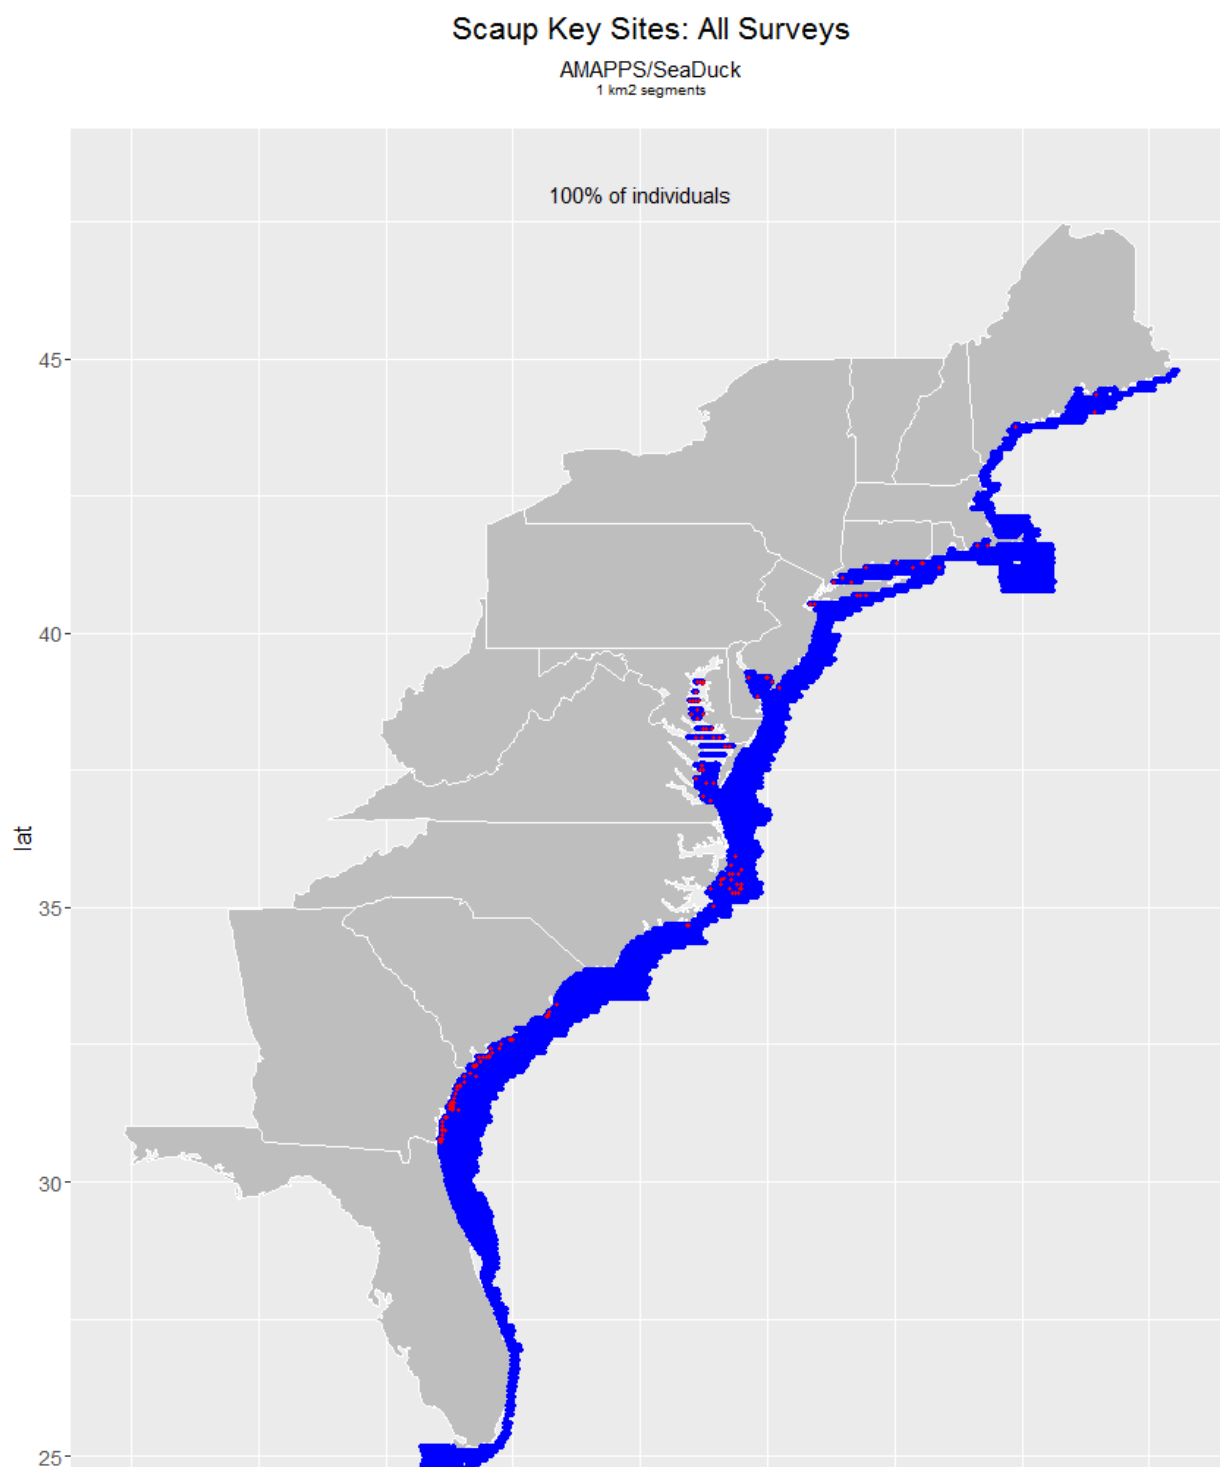 Scaup Key Sites: All Surveys
AMAPPS/SeaDuck
1 km2 segments
100% of individuals
45
40
lat
35
30
25